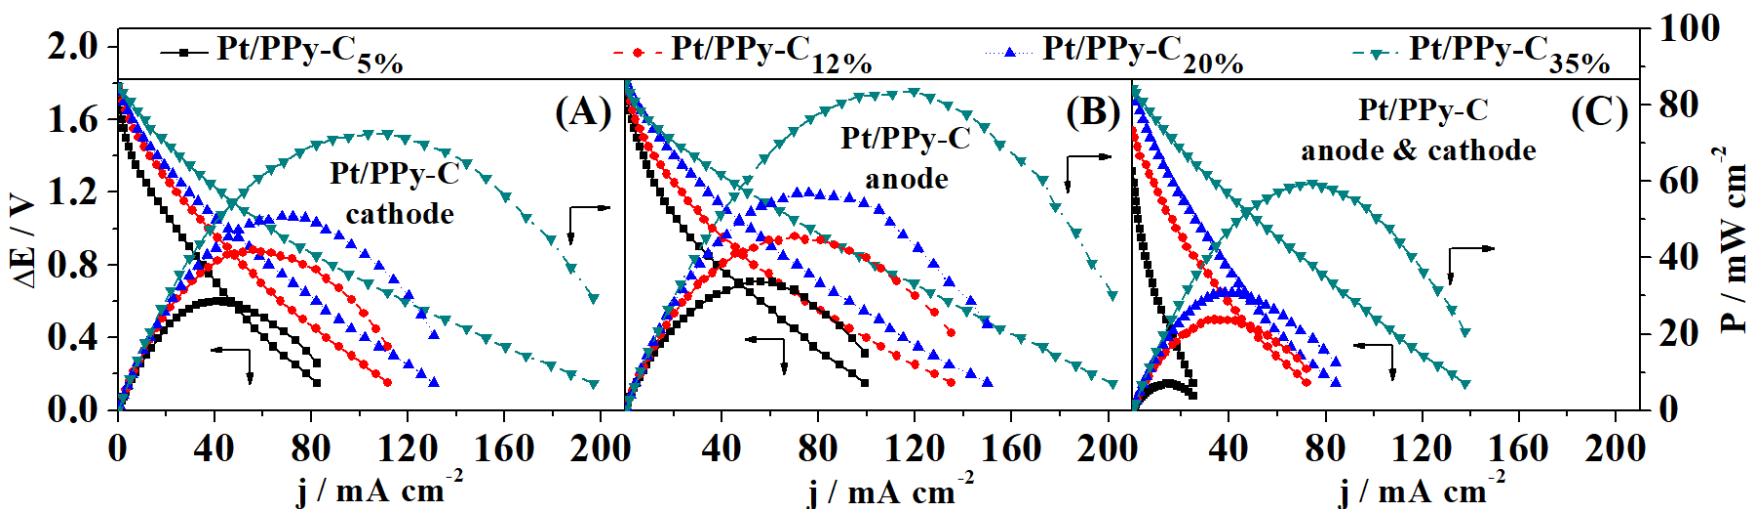 Pt/PPy-C5% Pt/PPy-C12% Pt/PPy-C20% Pt/PPy-C35%
2.0
1.6
1.2
0.8
0.4
0.0
ΔE / V
(A)
Pt/PPy-C
cathode
(B)
Pt/PPy-C
anode
(C)
Pt/PPy-C
anode & cathode
100
80
60
40
20
0
P / mW cm-2
0 40 80 120 160 200 40 80 120 160 200 40 80 120 160 200
j / mA cm-2 j / mA cm-2 j / mA cm-2